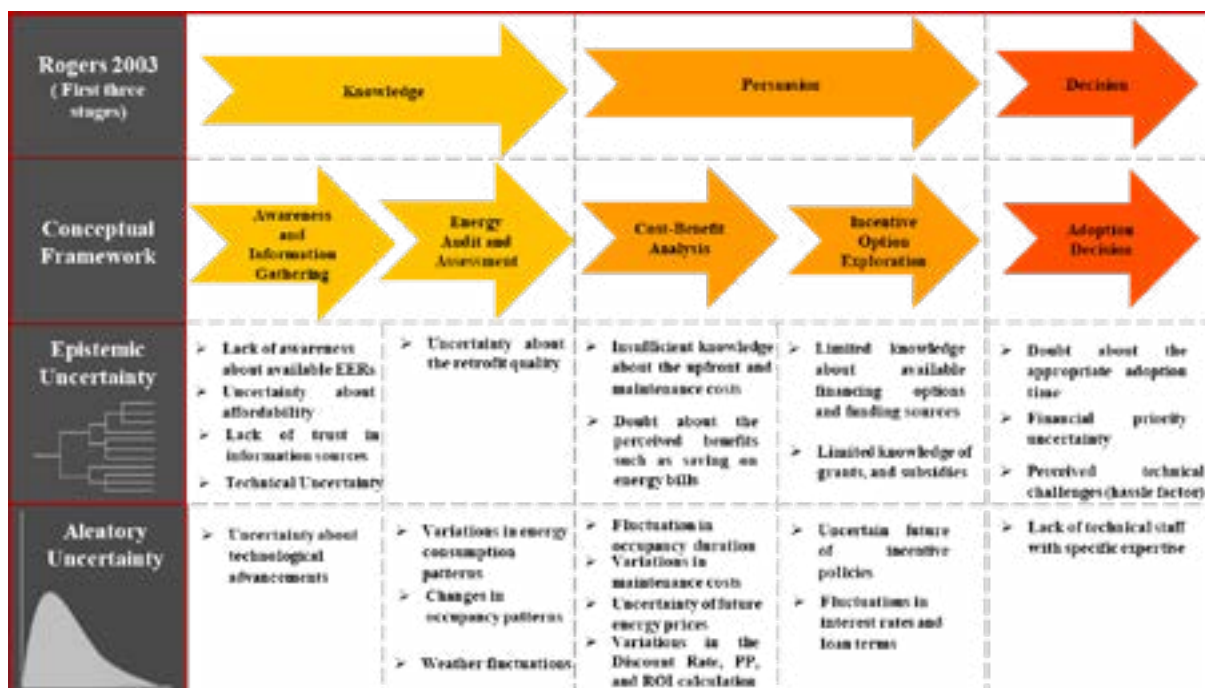 Rogers 2003
( First three
stages)
Knowledge
Persuasion
Decision
Conceptual
Framework
Awareness
and
Information
Gathering
Energy
Audit and
Assessment
Cost-Benefit
Analysis
Incentive
Option
Exploration
Adoption
Decision
Epistemic
Uncertainty
➢ Lack of awareness
about available EERs
➢ Uncertainty about
affordability
➢ Lack of trust in
information sources
➢ Technical Uncertainty
➢ Uncertainty about
the retrofit quality
➢ Insufficient knowledge
about the upfront and
maintenance costs
➢ Doubt about the
perceived benefits
such as saving on
energy bills
➢ Limited knowledge
about available
financing options
and funding sources
➢ Limited knowledge of
grants, and subsidies
➢ Doubt about the
appropriate adoption
time
➢ Financial priority
uncertainty
➢ Perceived technical
challenges (hassle factor)
Aleatory
Uncertainty
➢ Uncertainty about
technological
advancements
➢ Variations in energy
consumption
patterns
➢ Changes in
occupancy patterns
➢ Weather fluctuations
➢ Fluctuation in
occupancy duration
➢ Variations in
maintenance costs
➢ Uncertainty of future
energy prices
➢ Variations in the
Discount Rate, PP,
and ROI calculation
➢ Uncertain future
of incentive
policies
➢ Fluctuations in
interest rates and
loan terms
➢ Lack of technical staff
with specific expertise